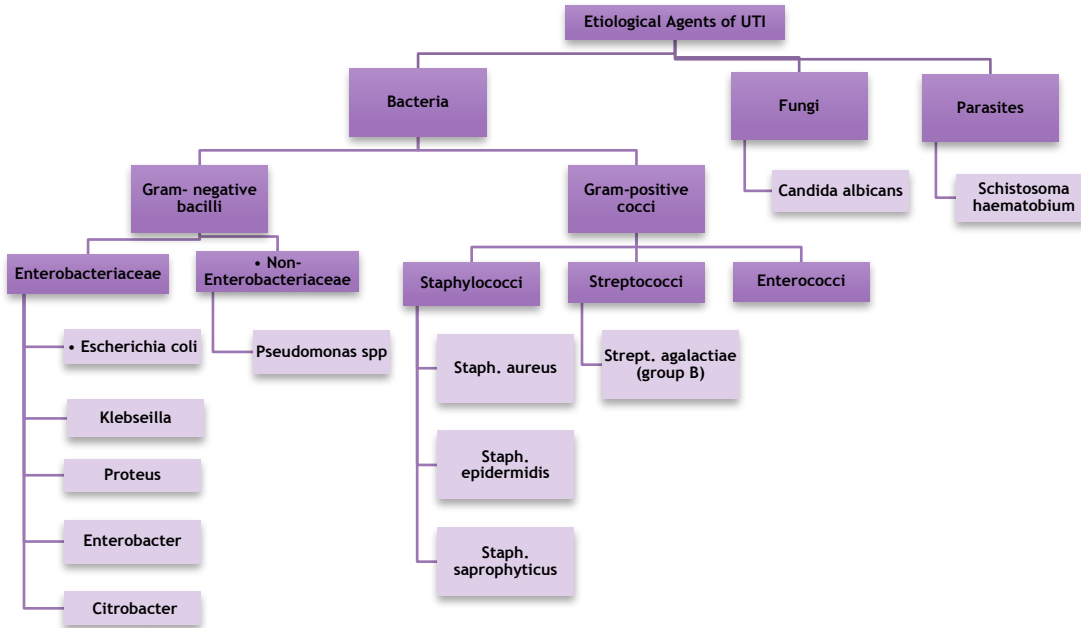 Etiological Agents of UTI
Bacteria
Fungi
Parasites
Gram- negative
bacilli
Gram-positive
cocci
Candida albicans
Schistosoma
haematobium
Enterobacteriaceae
• Non-
Enterobacteriaceae
Staphylococci
Streptococci
Enterococci
• Escherichia coli
Pseudomonas spp
Staph. aureus
Strept. agalactiae
(group B)
Klebseilla
Proteus
Staph.
epidermidis
Enterobacter
Staph.
saprophyticus
Citrobacter